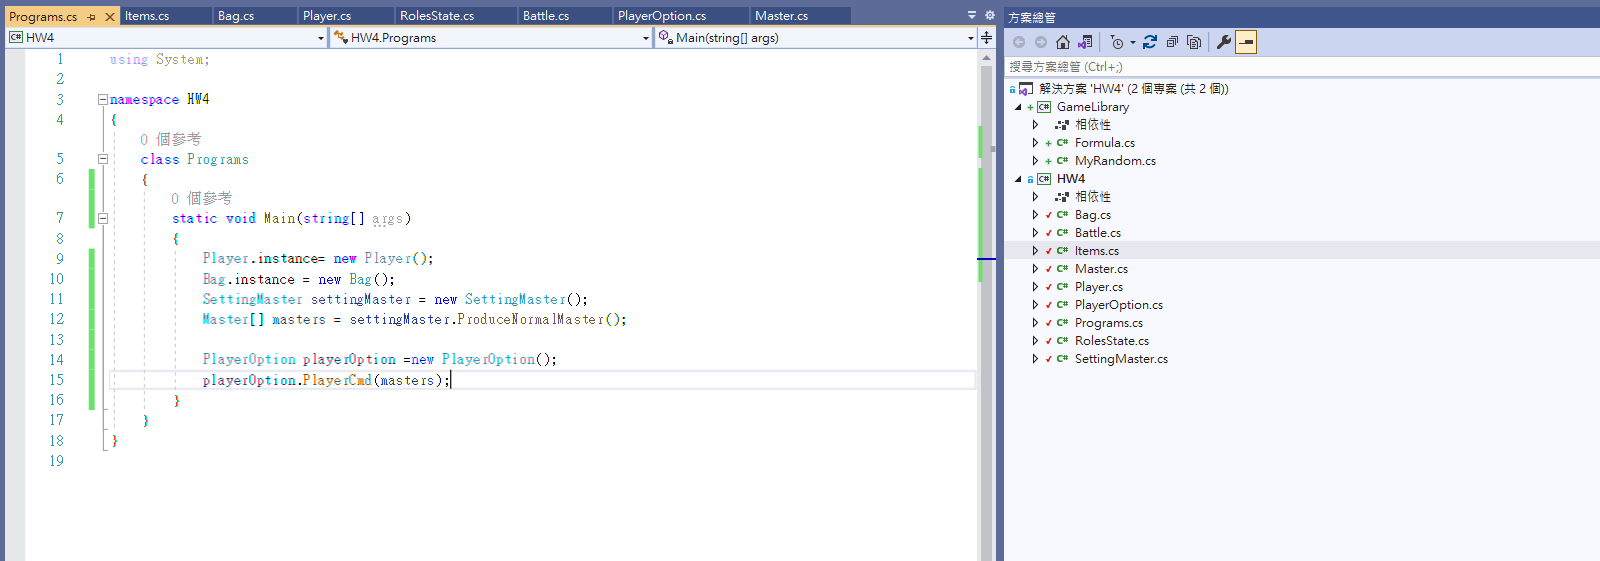 Programs.cs Items.cs Bag.cs Player.cs RolesState.cs Battle.cs PlayerOption.cs Master.cs
HW4 HW4.Programs Main(string[] args)
1 using System;
2
3 namespace HW4
4 {
0 個參考
5 class Programs
6 {
0 個參考
7 static void Main(string[] args)
8 {
9 Player.instance= new Player();
10 Bag.instance = new Bag();
11 SettingMaster settingMaster = new SettingMaster();
12 Master[] masters = settingMaster.ProduceNormalMaster();
13
14 PlayerOption playerOption =new PlayerOption();
15 playerOption.PlayerCmd(masters);
16 }
17 }
18 }
19
方案總管
搜尋方案總管 (Ctrl+;)
解決方案 'HW4' (2 個專案 (共 2 個))
C# GameLibrary
相依性
C# Formula.cs
C# MyRandom.cs
C# HW4
相依性
C# Bag.cs
C# Battle.cs
C# Items.cs
C# Master.cs
C# Player.cs
C# PlayerOption.cs
C# Programs.cs
C# RolesState.cs
C# SettingMaster.cs